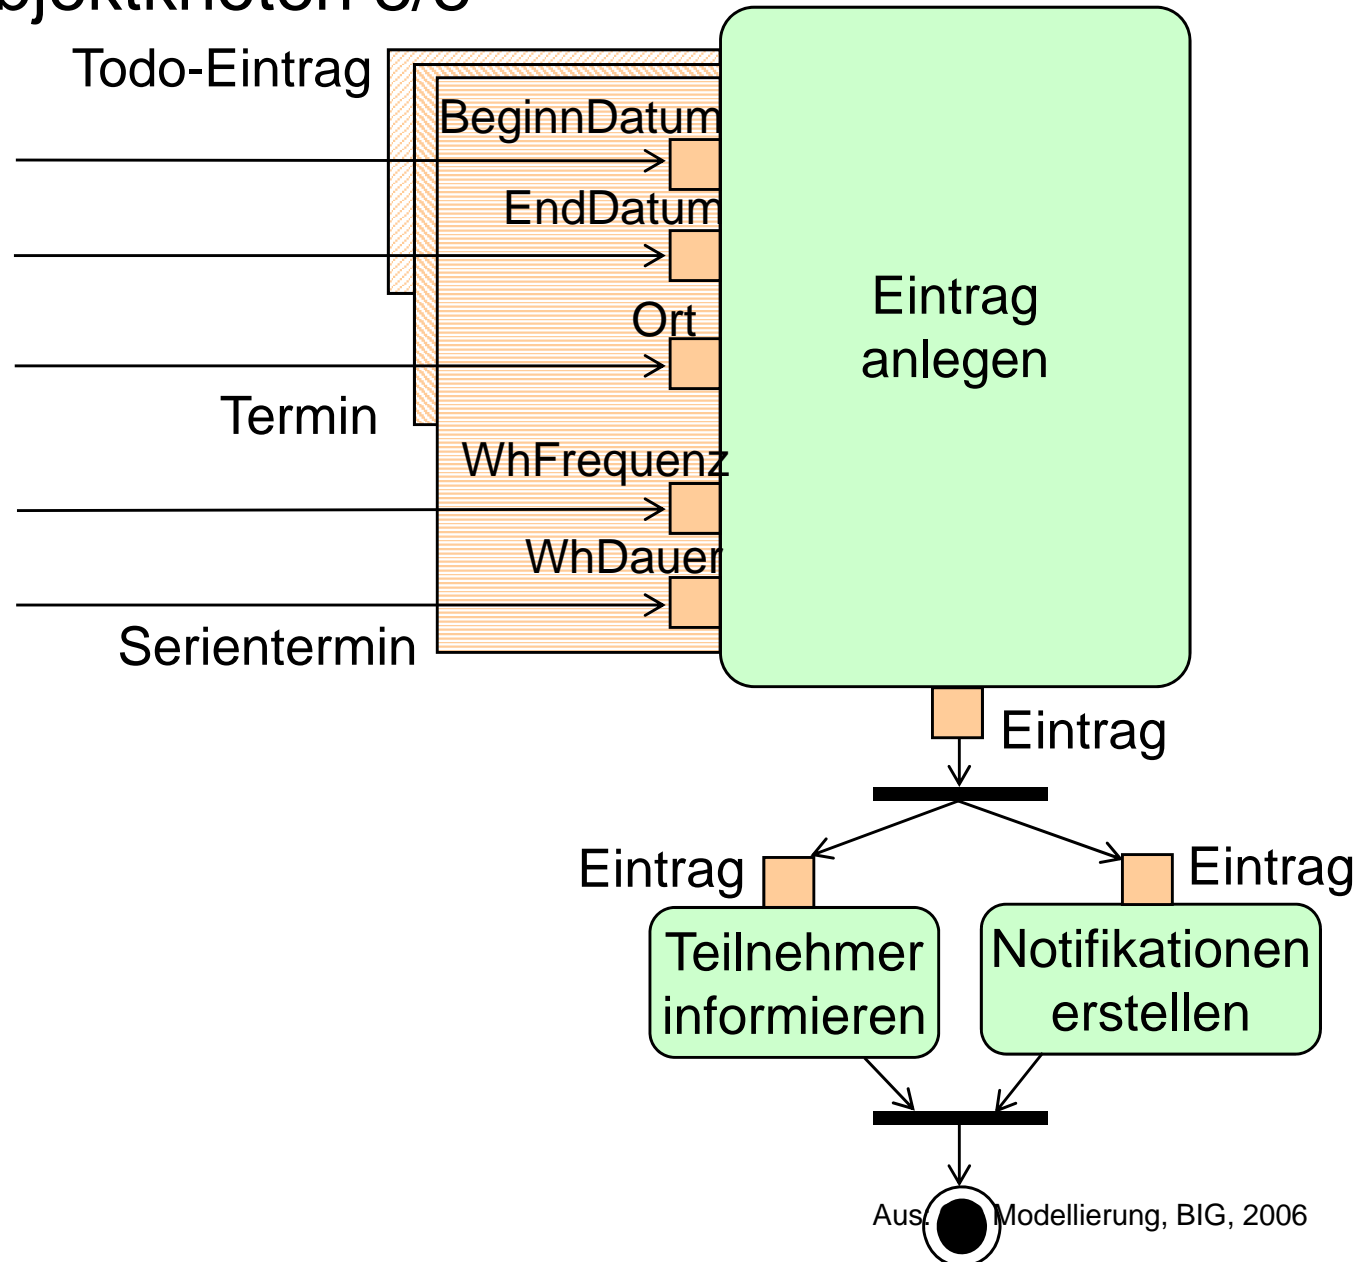 Todo-Eintrag
BeginnDatum
EndDatum
Ort
Termin
WhFrequenz
WhDauer
Serientermin
Eintrag
anlegen
Eintrag
Eintrag
Eintrag
Teilnehmer
informieren
Notifikationen
erstellen
Aus: Modellierung, BIG, 2006